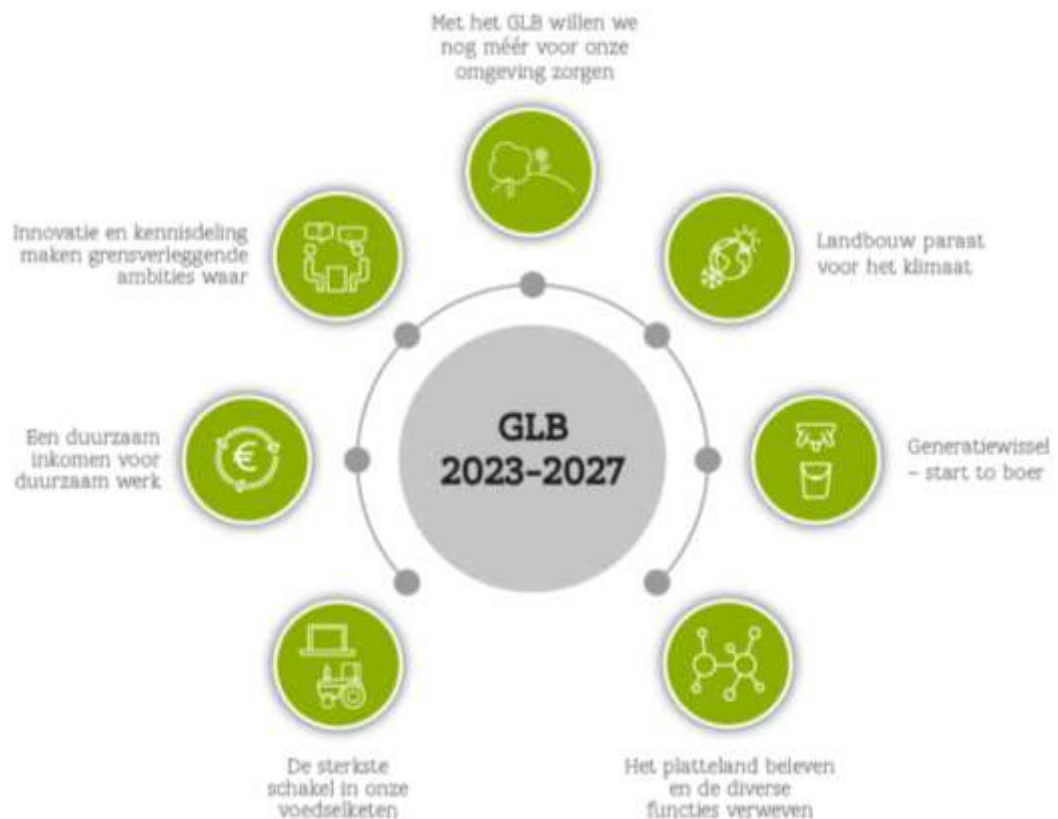 Met het GLB willen we
nog méér voor onze
omgeving zorgen
Innovatie en kennisdeling
maken grensverleggende
ambities waar
Landbouw paraat
voor het klimaat
Een duurzaam
inkomen voor
duurzaam werk
GLB
2023-2027
Generatiewissel
– start to boer
De sterkste
schakel in onze
voedselketen
Het platteland beleven
en de diverse
functies verweven